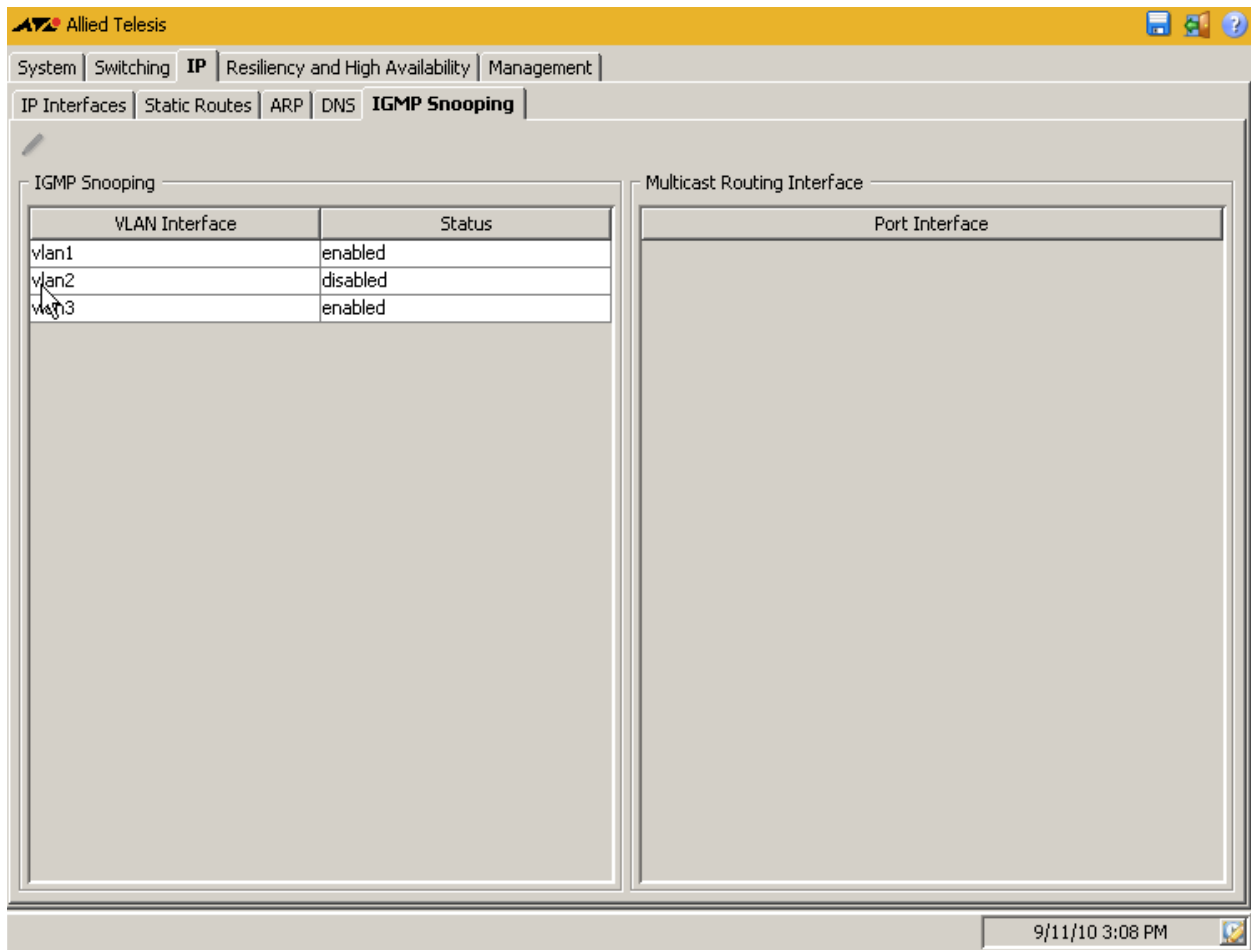 Allied Telesis
System Switching IP Resiliency and High Availability Management
IP Interfaces Static Routes ARP DNS IGMP Snooping
IGMP Snooping
VLAN Interface Status
vlan1 enabled
vlan2 disabled
vlan3 enabled
Multicast Routing Interface
Port Interface
9/11/10 3:08 PM